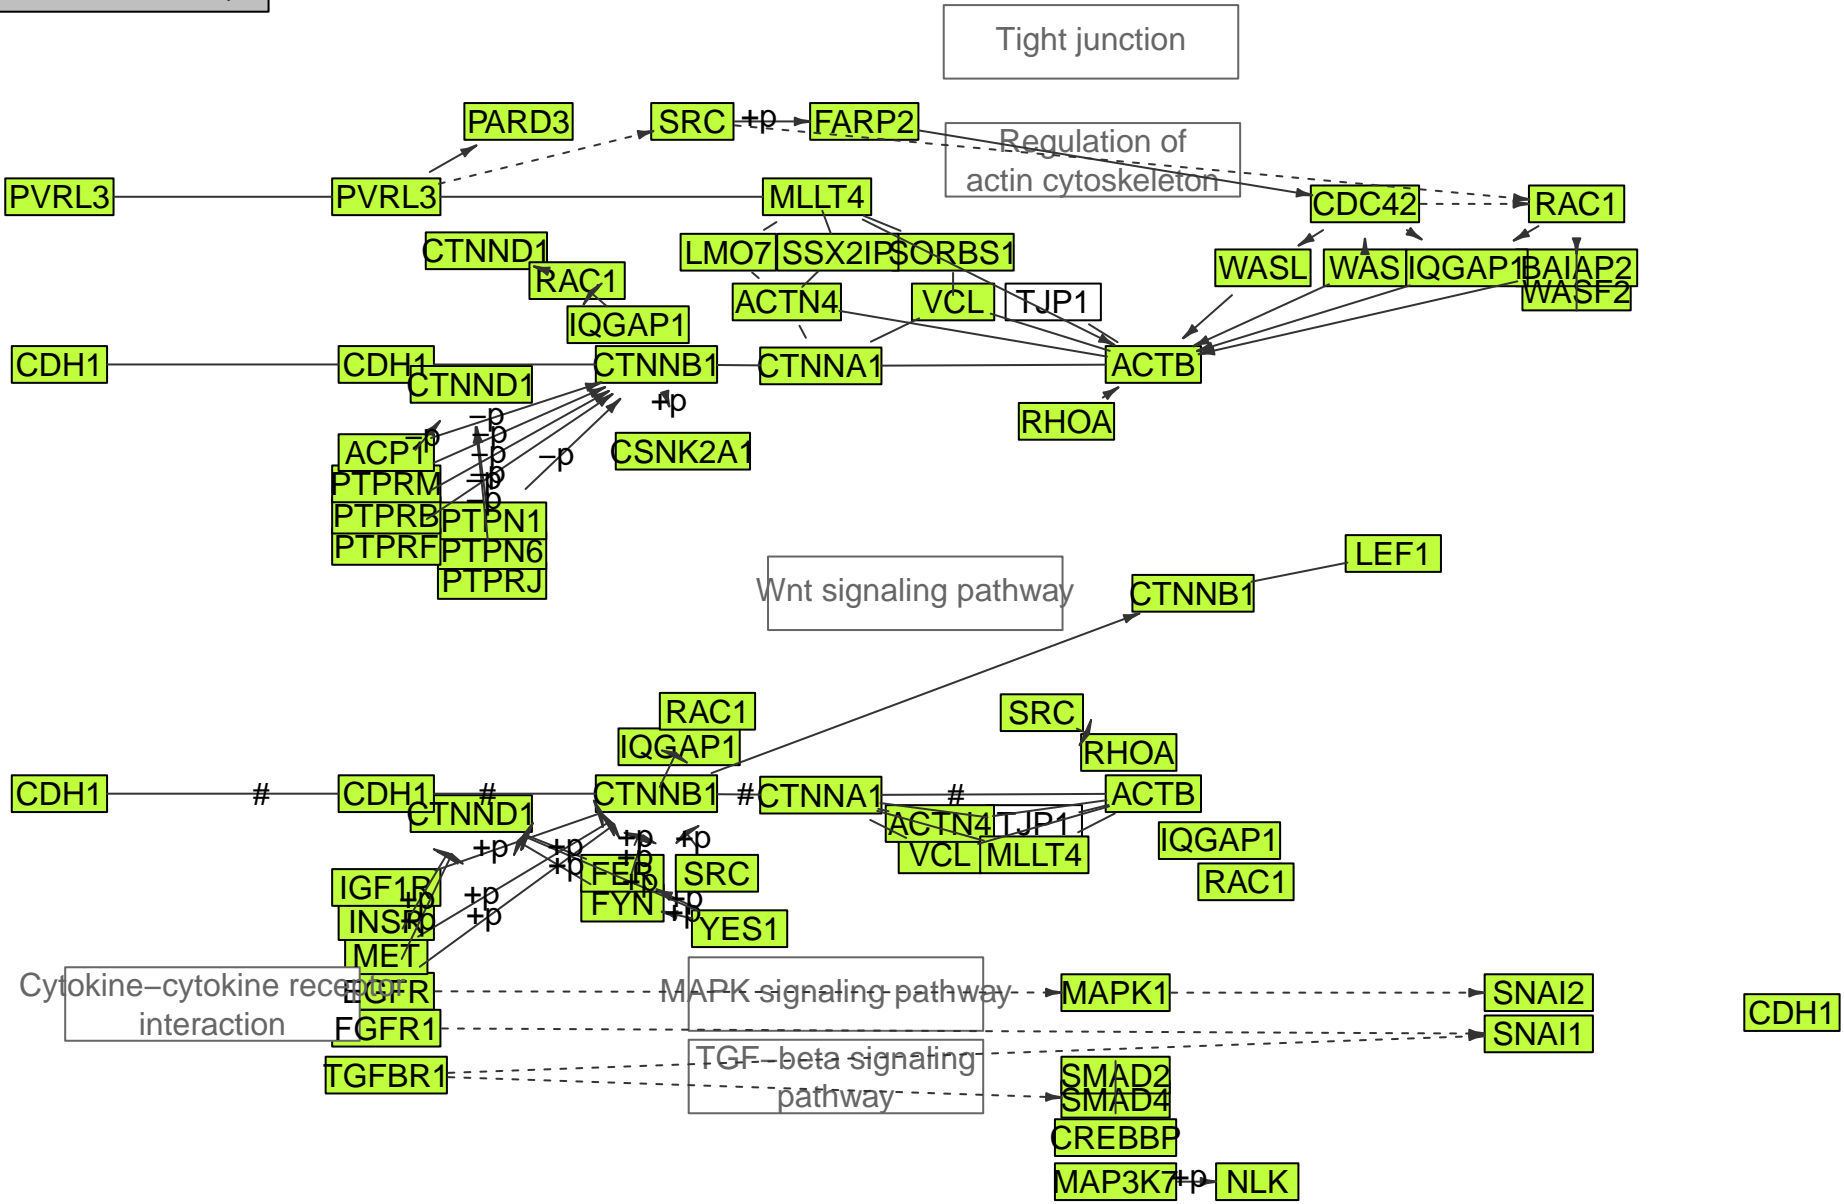 Tight junction
PARD3
SRC
+p
FARP2
Regulation of
actin cytoskeleton
PVRL3
PVRL3
MLLT4
CDC42
RAC1
CTNND1
RAC1
IQGAP1
LMO7
SSX2IP
SORBS1
WASL
WAS
IQGAP1
BAIAP2
WASF2
ACTN4
VCL
TJP1
CDH1
CDH1
CTNND1
CTNNB1
CTNNA1
ACTB
+p
RHOA
–p
–p
–p
–p
–p
–p
–p
–p
ACP1
CSNK2A1
PTPRM
PTPRB
PTPN1
PTPRF
PTPN6
PTPRJ
LEF1
Wnt signaling pathway
CTNNB1
RAC1
SRC
IQGAP1
RHOA
CDH1
#
CDH1
#
CTNNB1
#
CTNNA1
#
ACTB
CTNND1
ACTN4
TJP1
IQGAP1
VCL
MLLT4
RAC1
+p
+p
+p
+p
+p
+p
+p
FER
SRC
IGF1R
+p
+p
+p
FYN
INSR
+p
+p
+p
YES1
MET
Cytokine–cytokine receptor
interaction
EGFR
MAPK signaling pathway
MAPK1
SNAI2
CDH1
FGFR1
SNAI1
TGFBR1
TGF–beta signaling
pathway
SMAD2
SMAD4
CREBBP
MAP3K7
+p
NLK